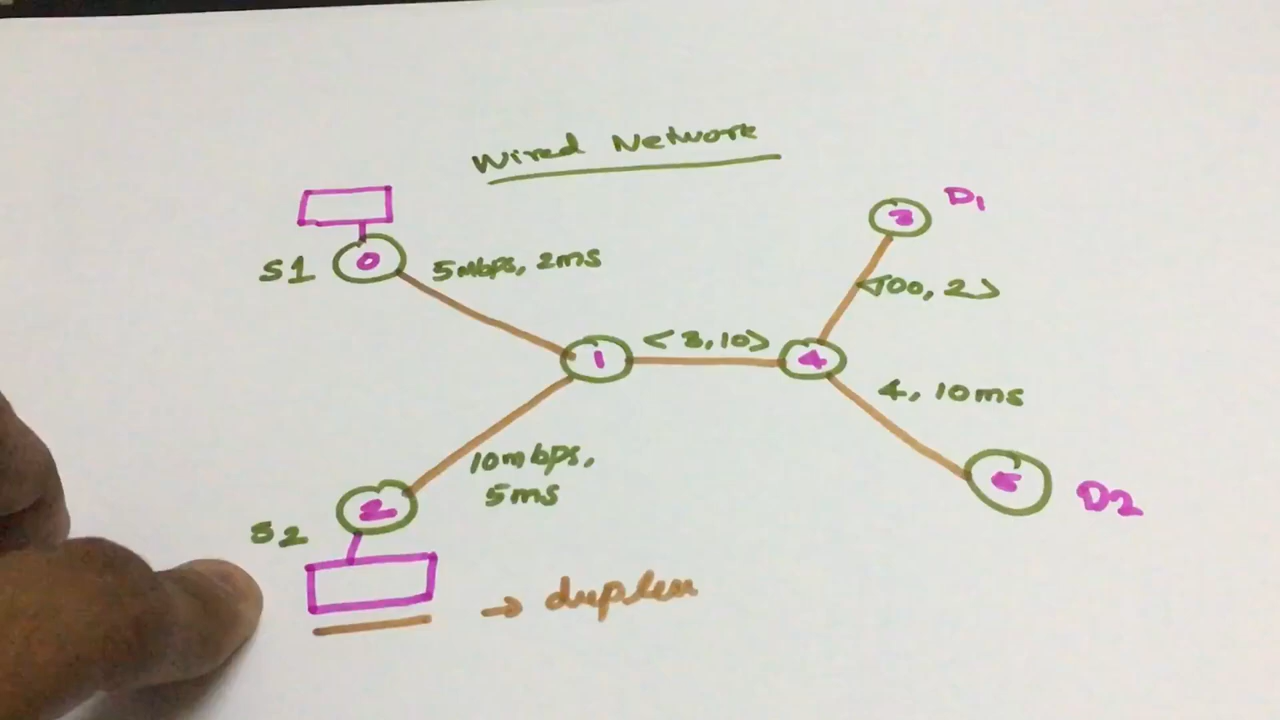 Wired Network
D1
3
S1
0
5mbps, 2ms
<100, 2>
1
<3,10>
4
4, 10ms
10mbps,
5ms
5
D2
2
S2
→ duplex